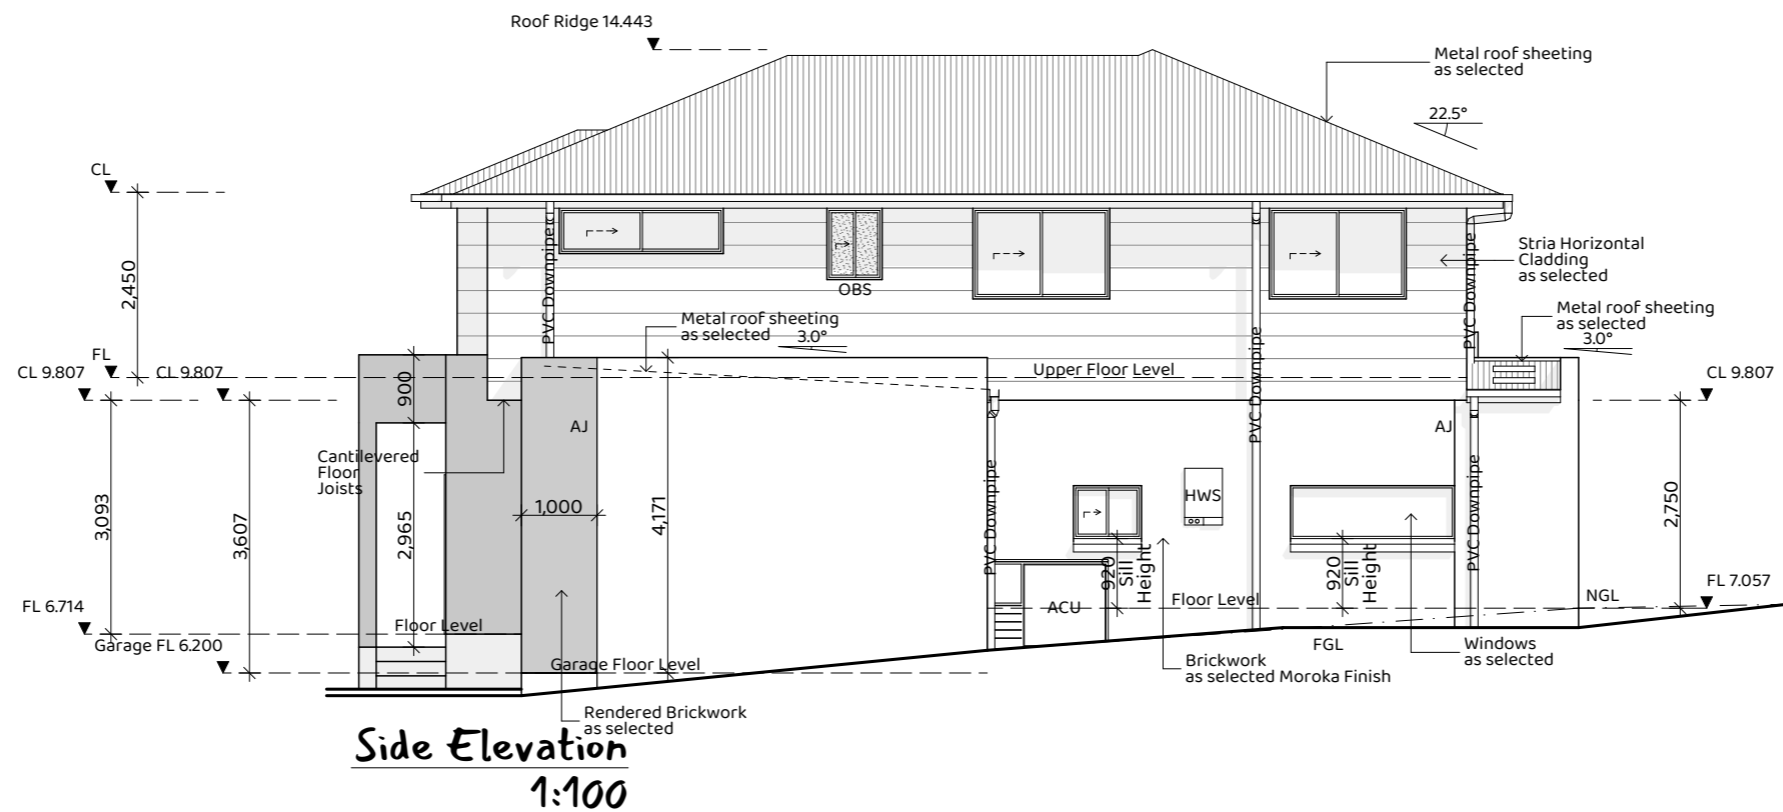 Roof Ridge 14.443
Metal roof sheeting
as selected
22.5°
CL
2,450
PVC Downpipe
OBS
PVC Downpipe
Stria Horizontal
Cladding
as selected
Metal roof sheeting
as selected
3.0°
Metal roof sheeting
as selected
3.0°
FL
CL 9.807
CL 9.807
900
Upper Floor Level
PVC Downpipe
CL 9.807
AJ
AJ
Cantilevered
Floor
Joists
3,093
3,607
2,965
1,000
4,171
PVC Downpipe
HWS
920
Sill
Height
920
Sill
Height
PVC Downpipe
2,750
FL 6.714
Floor Level
ACU
Floor Level
NGL
FL 7.057
Garage FL 6.200
Garage Floor Level
FGL
Windows
as selected
Brickwork
as selected Moroka Finish
Rendered Brickwork
as selected
Side Elevation
1:100